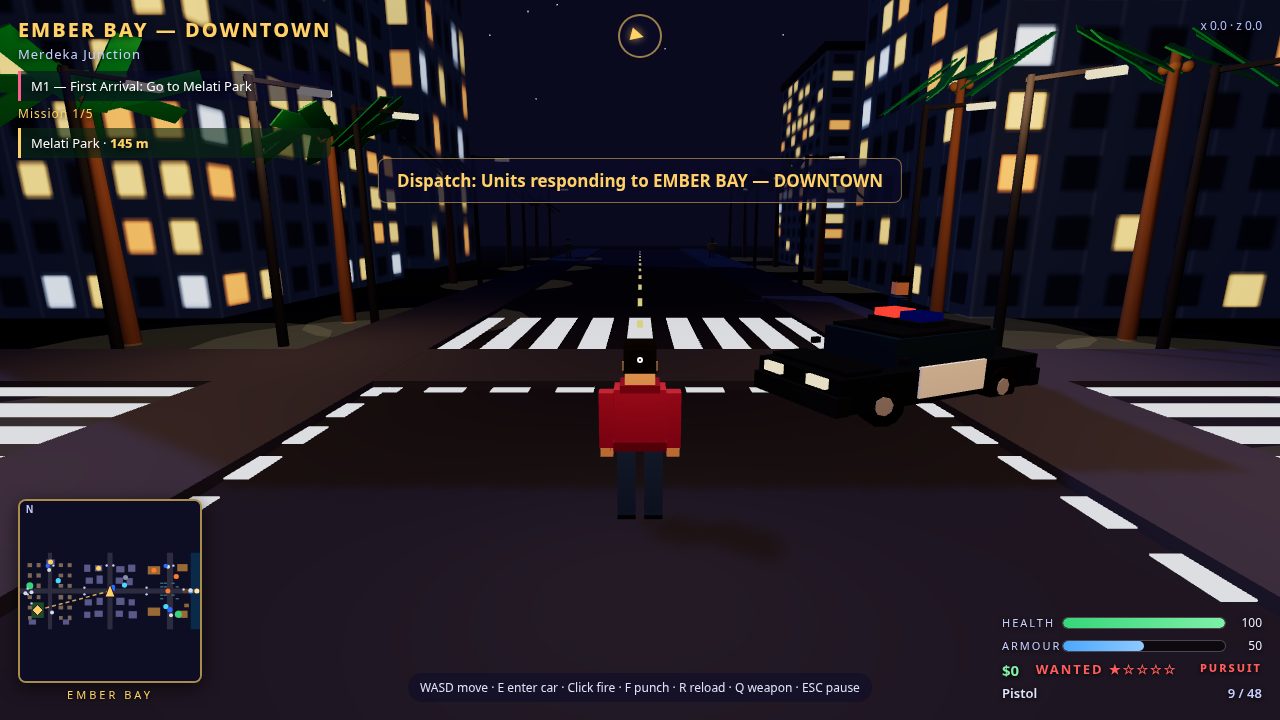 EMBER BAY — DOWNTOWN
Merdeka Junction
M1 — First Arrival: Go to Melati Park
Mission 1/5
Melati Park · 145 m
x 0.0 · z 0.0
Dispatch: Units responding to EMBER BAY — DOWNTOWN
N
EMBER BAY
WASD move · E enter car · Click fire · F punch · R reload · Q weapon · ESC pause
HEALTH 100
ARMOUR 50
$0 WANTED ★☆☆☆☆ PURSUIT
Pistol 9 / 48